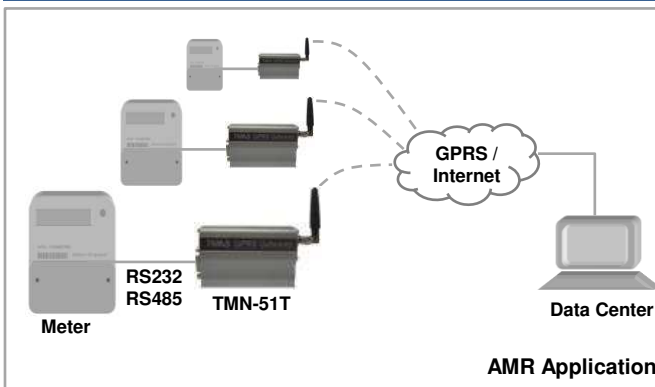 GPRS /
Internet
RS232
RS485
TMN-51T
Meter
Data Center
AMR Application